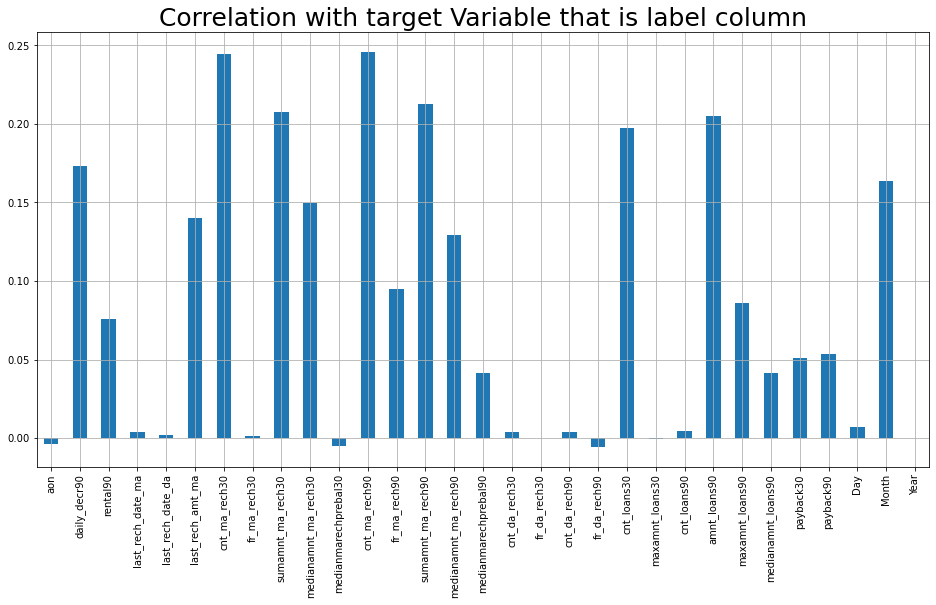 Correlation with target Variable that is label column
0.25
0.20
0.15
0.10
0.05
0.00
aon
daily_decr90
rental90
last_rech_date_ma
last_rech_date_da
last_rech_amt_ma
cnt_ma_rech30
fr_ma_rech30
sumamnt_ma_rech30
medianamnt_ma_rech30
medianmarechprebal30
cnt_ma_rech90
fr_ma_rech90
sumamnt_ma_rech90
medianamnt_ma_rech90
medianmarechprebal90
cnt_da_rech30
fr_da_rech30
cnt_da_rech90
fr_da_rech90
cnt_loans30
maxamnt_loans30
cnt_loans90
amnt_loans90
maxamnt_loans90
medianamnt_loans90
payback30
payback90
Day
Month
Year